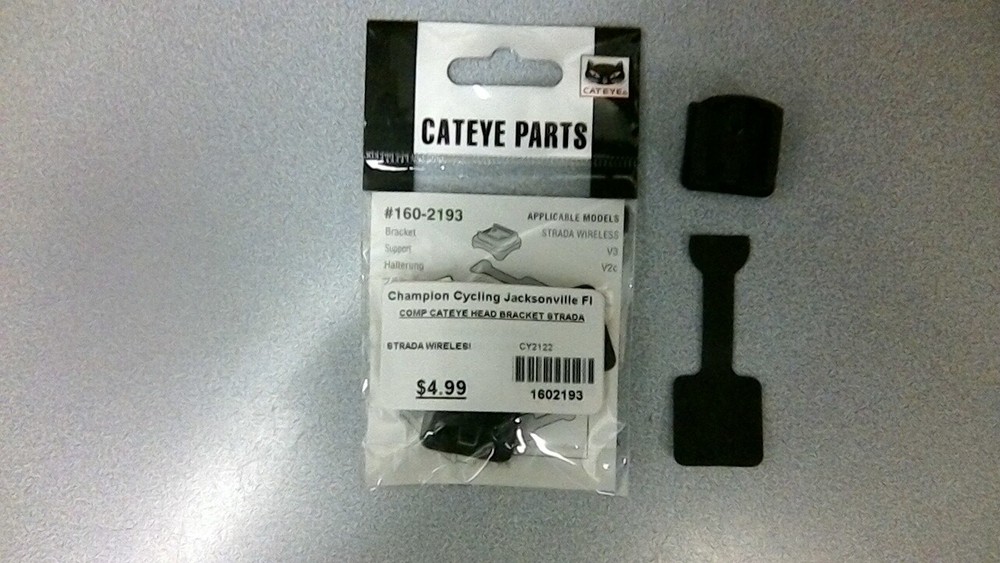 CATEYE®
CATEYE PARTS
#160-2193
Bracket
Support
Halterung
APPLICABLE MODELS
STRADA WIRELESS
V3
V2c
Champion Cycling Jacksonville Fl
COMP CATEYE HEAD BRACKET STRADA
STRADA WIRELESI
CY2122
$4.99
1602193